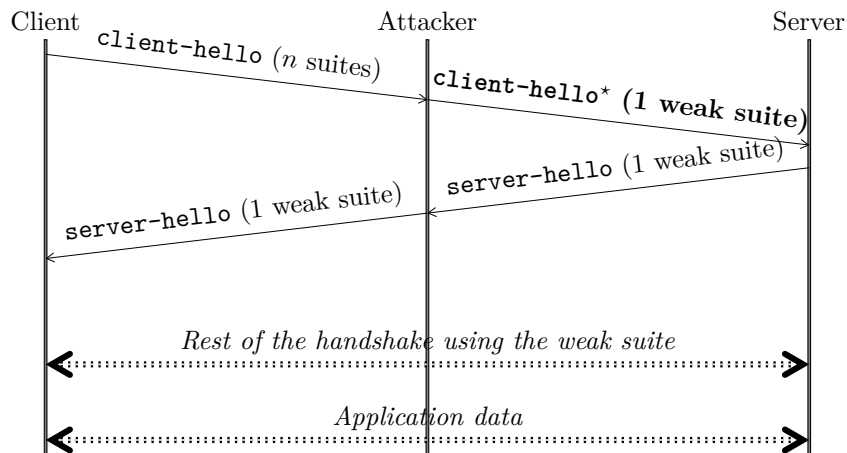 Client Attacker Server
client-hello (n suites)
client-hello* (1 weak suite)
server-hello (1 weak suite)
server-hello (1 weak suite)
Rest of the handshake using the weak suite
Application data